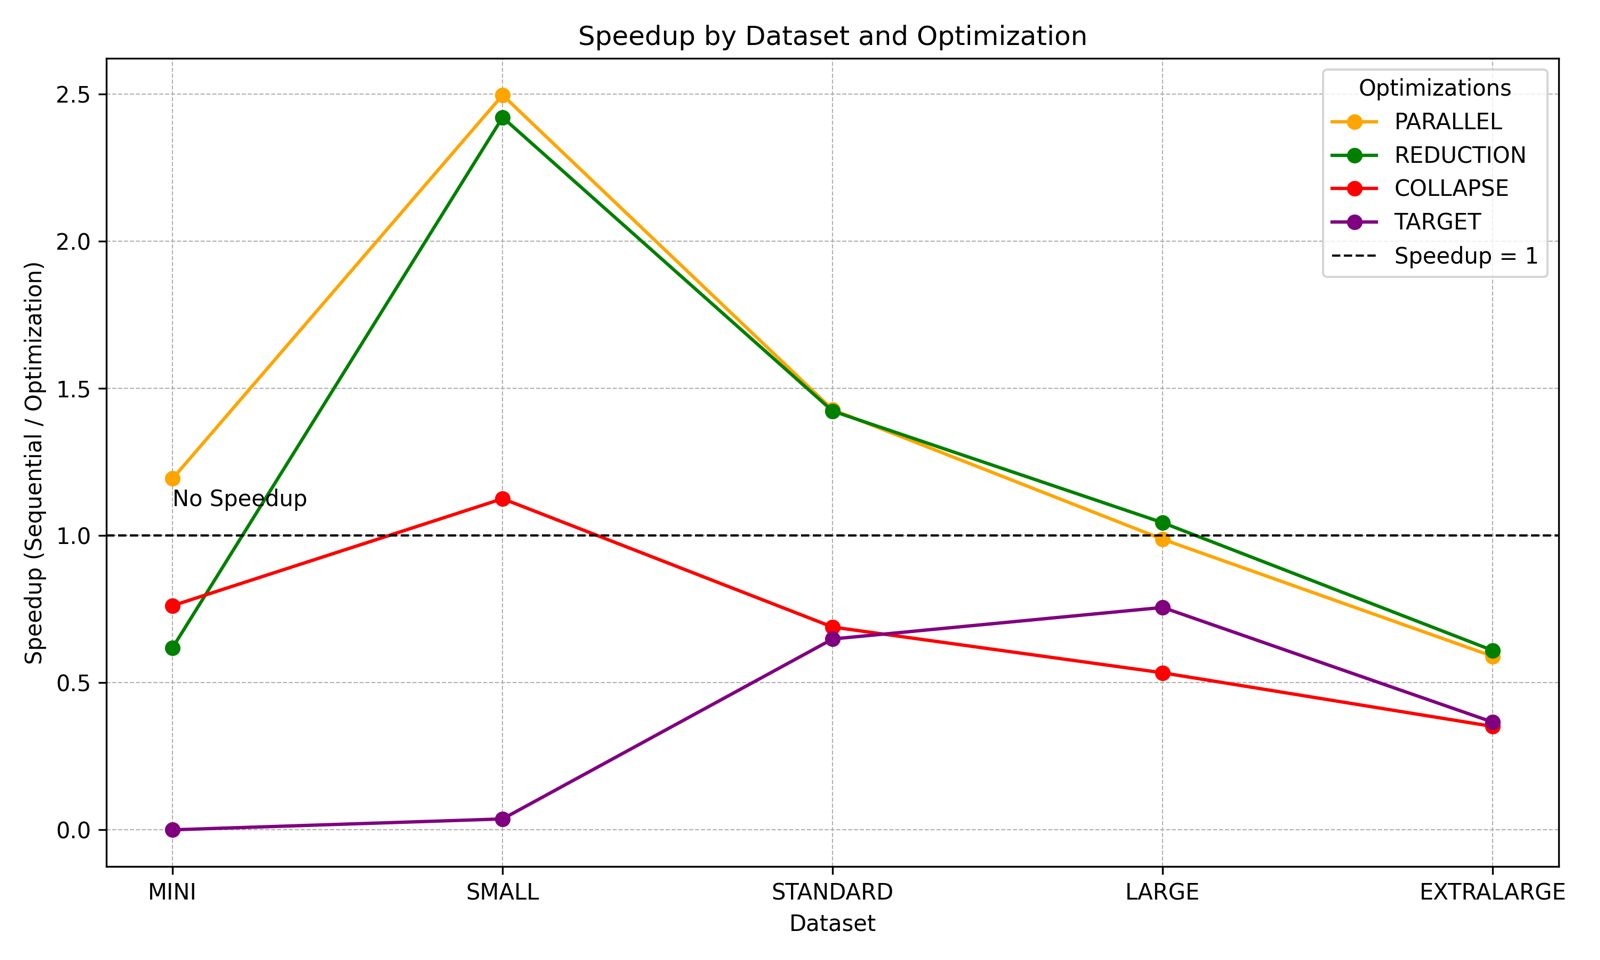 Speedup by Dataset and Optimization
Speedup (Sequential / Optimization)
2.5
2.0
1.5
1.0
0.5
0.0
Optimizations
PARALLEL
REDUCTION
COLLAPSE
TARGET
Speedup = 1
No Speedup
MINI
SMALL
STANDARD
LARGE
EXTRALARGE
Dataset